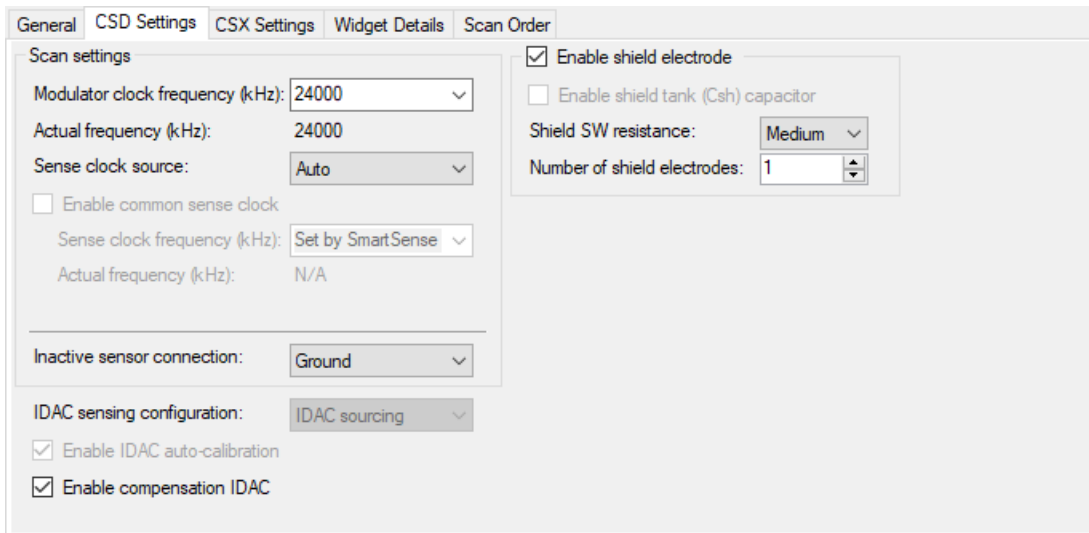 General CSD Settings CSX Settings Widget Details Scan Order
Scan settings
Modulator clock frequency (kHz): 24000
Actual frequency (kHz): 24000
Sense clock source: Auto
Enable common sense clock
Sense clock frequency (kHz): Set by SmartSense
Actual frequency (kHz): N/A
Inactive sensor connection: Ground
IDAC sensing configuration: IDAC sourcing
Enable IDAC auto-calibration
Enable compensation IDAC
Enable shield electrode
Enable shield tank (Csh) capacitor
Shield SW resistance: Medium
Number of shield electrodes: 1